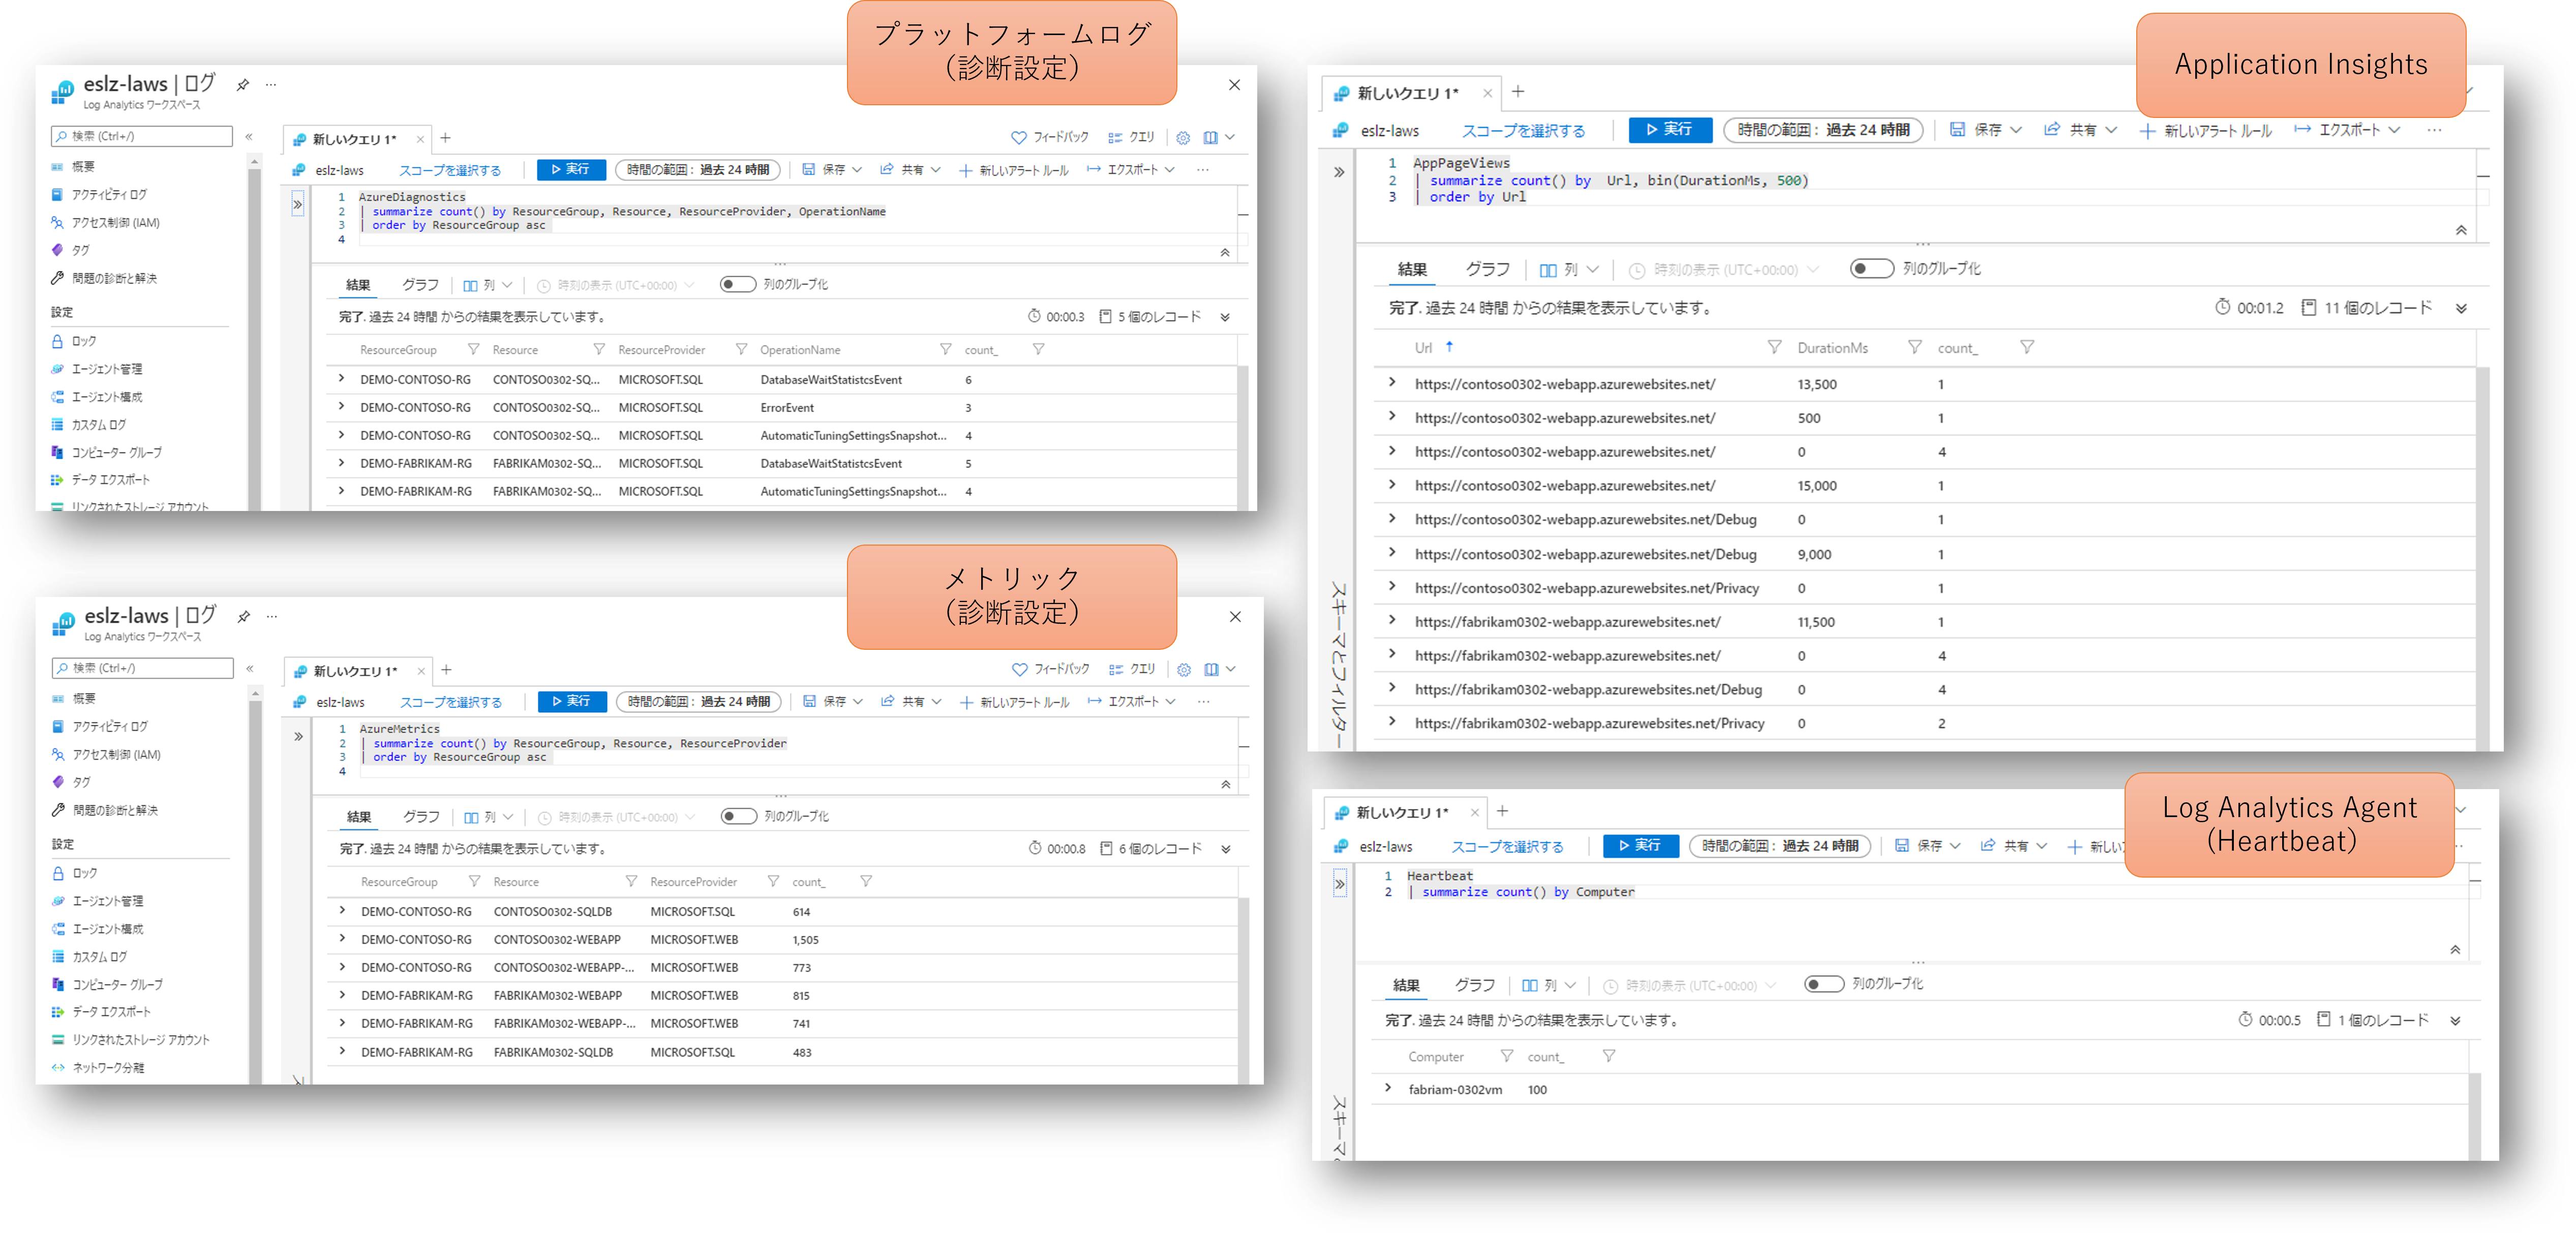 プラットフォームログ
（診断設定）
eslz-laws | ログ
Log Analytics ワークスペース
検索 (Ctrl+/)
概要
アクティビティ ログ
アクセス制御 (IAM)
タグ
問題の診断と解決
設定
ロック
エージェント管理
エージェント構成
カスタム ログ
コンピューター グループ
データ エクスポート
リンクされたストレージ アカウント
新しいクエリ 1*
フィードバック クエリ
eslz-laws スコープを選択する 実行 時間の範囲: 過去 24 時間 保存 共有 新しいアラート ルール エクスポート
1 AzureDiagnostics
2 | summarize count() by ResourceGroup, Resource, ResourceProvider, OperationName
3 | order by ResourceGroup asc
4
結果 グラフ 列 時刻の表示 (UTC+00:00) 列のグループ化
完了. 過去 24 時間 からの結果を表示しています。 00:00.3 5 個のレコード
ResourceGroup Resource ResourceProvider OperationName count_
DEMO-CONTOSO-RG CONTOSO0302-SQ... MICROSOFT.SQL DatabaseWaitStatistcsEvent 6
DEMO-CONTOSO-RG CONTOSO0302-SQ... MICROSOFT.SQL ErrorEvent 3
DEMO-CONTOSO-RG CONTOSO0302-SQ... MICROSOFT.SQL AutomaticTuningSettingsSnapshot... 4
DEMO-FABRIKAM-RG FABRIKAM0302-SQ... MICROSOFT.SQL DatabaseWaitStatistcsEvent 5
DEMO-FABRIKAM-RG FABRIKAM0302-SQ... MICROSOFT.SQL AutomaticTuningSettingsSnapshot... 4
メトリック
（診断設定）
eslz-laws | ログ
Log Analytics ワークスペース
検索 (Ctrl+/)
概要
アクティビティ ログ
アクセス制御 (IAM)
タグ
問題の診断と解決
設定
ロック
エージェント管理
エージェント構成
カスタム ログ
コンピューター グループ
データ エクスポート
リンクされたストレージ アカウント
ネットワーク分離
新しいクエリ 1*
フィードバック クエリ
eslz-laws スコープを選択する 実行 時間の範囲: 過去 24 時間 保存 共有 新しいアラート ルール エクスポート
1 AzureMetrics
2 | summarize count() by ResourceGroup, Resource, ResourceProvider
3 | order by ResourceGroup asc
4
結果 グラフ 列 時刻の表示 (UTC+00:00) 列のグループ化
完了. 過去 24 時間 からの結果を表示しています。 00:00.8 6 個のレコード
ResourceGroup Resource ResourceProvider count_
DEMO-CONTOSO-RG CONTOSO0302-SQLDB MICROSOFT.SQL 614
DEMO-CONTOSO-RG CONTOSO0302-WEBAPP MICROSOFT.WEB 1,505
DEMO-CONTOSO-RG CONTOSO0302-WEBAPP-... MICROSOFT.WEB 773
DEMO-FABRIKAM-RG FABRIKAM0302-WEBAPP MICROSOFT.WEB 815
DEMO-FABRIKAM-RG FABRIKAM0302-WEBAPP-... MICROSOFT.WEB 741
DEMO-FABRIKAM-RG FABRIKAM0302-SQLDB MICROSOFT.SQL 483
Application Insights
新しいクエリ 1*
eslz-laws スコープを選択する 実行 時間の範囲: 過去 24 時間 保存 共有 新しいアラート ルール エクスポート
1 AppPageViews
2 | summarize count() by Url, bin(DurationMs, 500)
3 | order by Url
結果 グラフ 列 時刻の表示 (UTC+00:00) 列のグループ化
完了. 過去 24 時間 からの結果を表示しています。 00:01.2 11 個のレコード
Url DurationMs count_
https://contoso0302-webapp.azurewebsites.net/ 13,500 1
https://contoso0302-webapp.azurewebsites.net/ 500 1
https://contoso0302-webapp.azurewebsites.net/ 0 4
https://contoso0302-webapp.azurewebsites.net/ 15,000 1
https://contoso0302-webapp.azurewebsites.net/Debug 0 1
https://contoso0302-webapp.azurewebsites.net/Debug 9,000 1
https://contoso0302-webapp.azurewebsites.net/Privacy 0 1
https://fabrikam0302-webapp.azurewebsites.net/ 11,500 1
https://fabrikam0302-webapp.azurewebsites.net/ 0 4
https://fabrikam0302-webapp.azurewebsites.net/Debug 0 4
https://fabrikam0302-webapp.azurewebsites.net/Privacy 0 2
スキーマとフィルター
Log Analytics Agent
(Heartbeat)
新しいクエリ 1*
eslz-laws スコープを選択する 実行 時間の範囲: 過去 24 時間 保存 共有 新しい
1 Heartbeat
2 | summarize count() by Computer
結果 グラフ 列 時刻の表示 (UTC+00:00) 列のグループ化
完了. 過去 24 時間 からの結果を表示しています。 00:00.5 1 個のレコード
Computer count_
fabriam-0302vm 100
スキーマ